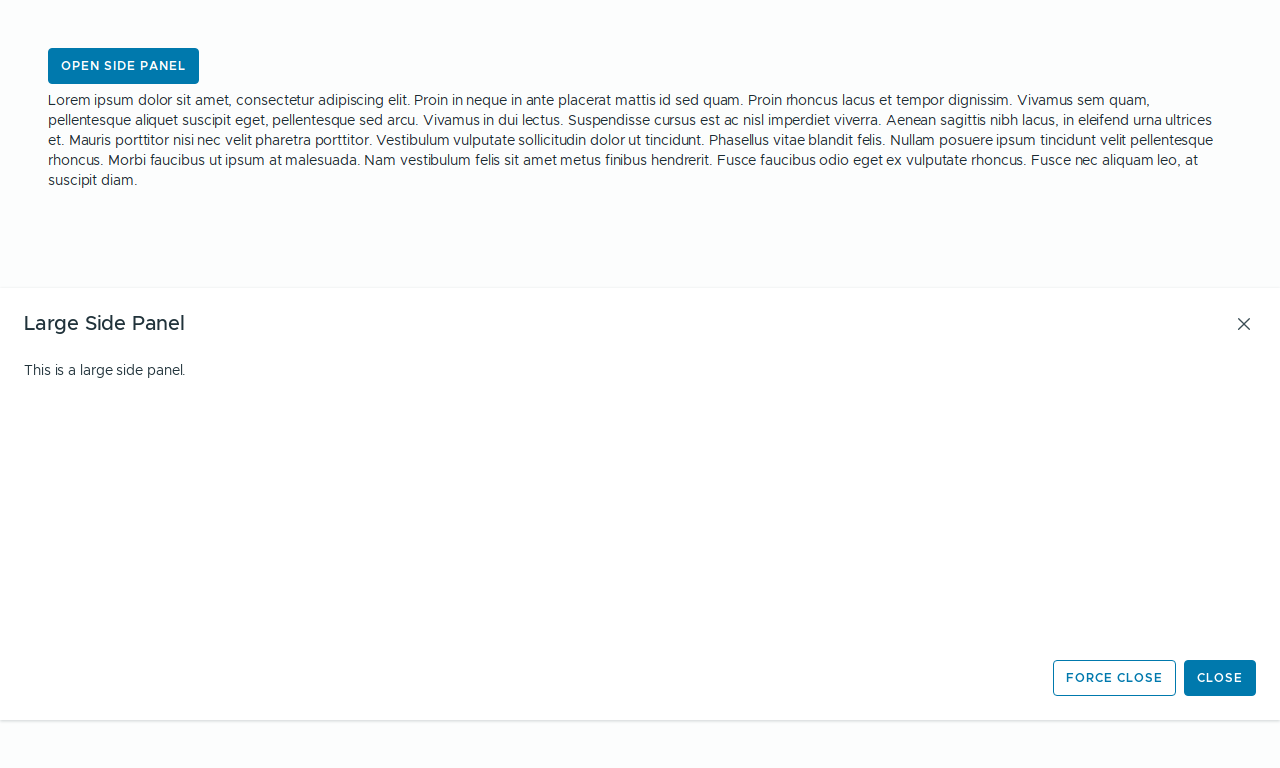 OPEN SIDE PANEL
Lorem ipsum dolor sit amet, consectetur adipiscing elit. Proin in neque in ante placerat mattis id sed quam. Proin rhoncus lacus et tempor dignissim. Vivamus sem quam,
pellentesque aliquet suscipit eget, pellentesque sed arcu. Vivamus in dui lectus. Suspendisse cursus est ac nisl imperdiet viverra. Aenean sagittis nibh lacus, in eleifend urna ultrices
et. Mauris porttitor nisi nec velit pharetra porttitor. Vestibulum vulputate sollicitudin dolor ut tincidunt. Phasellus vitae blandit felis. Nullam posuere ipsum tincidunt velit pellentesque
rhoncus. Morbi faucibus ut ipsum at malesuada. Nam vestibulum felis sit amet metus finibus hendrerit. Fusce faucibus odio eget ex vulputate rhoncus. Fusce nec aliquam leo, at
suscipit diam.
Large Side Panel
This is a large side panel.
FORCE CLOSE
CLOSE